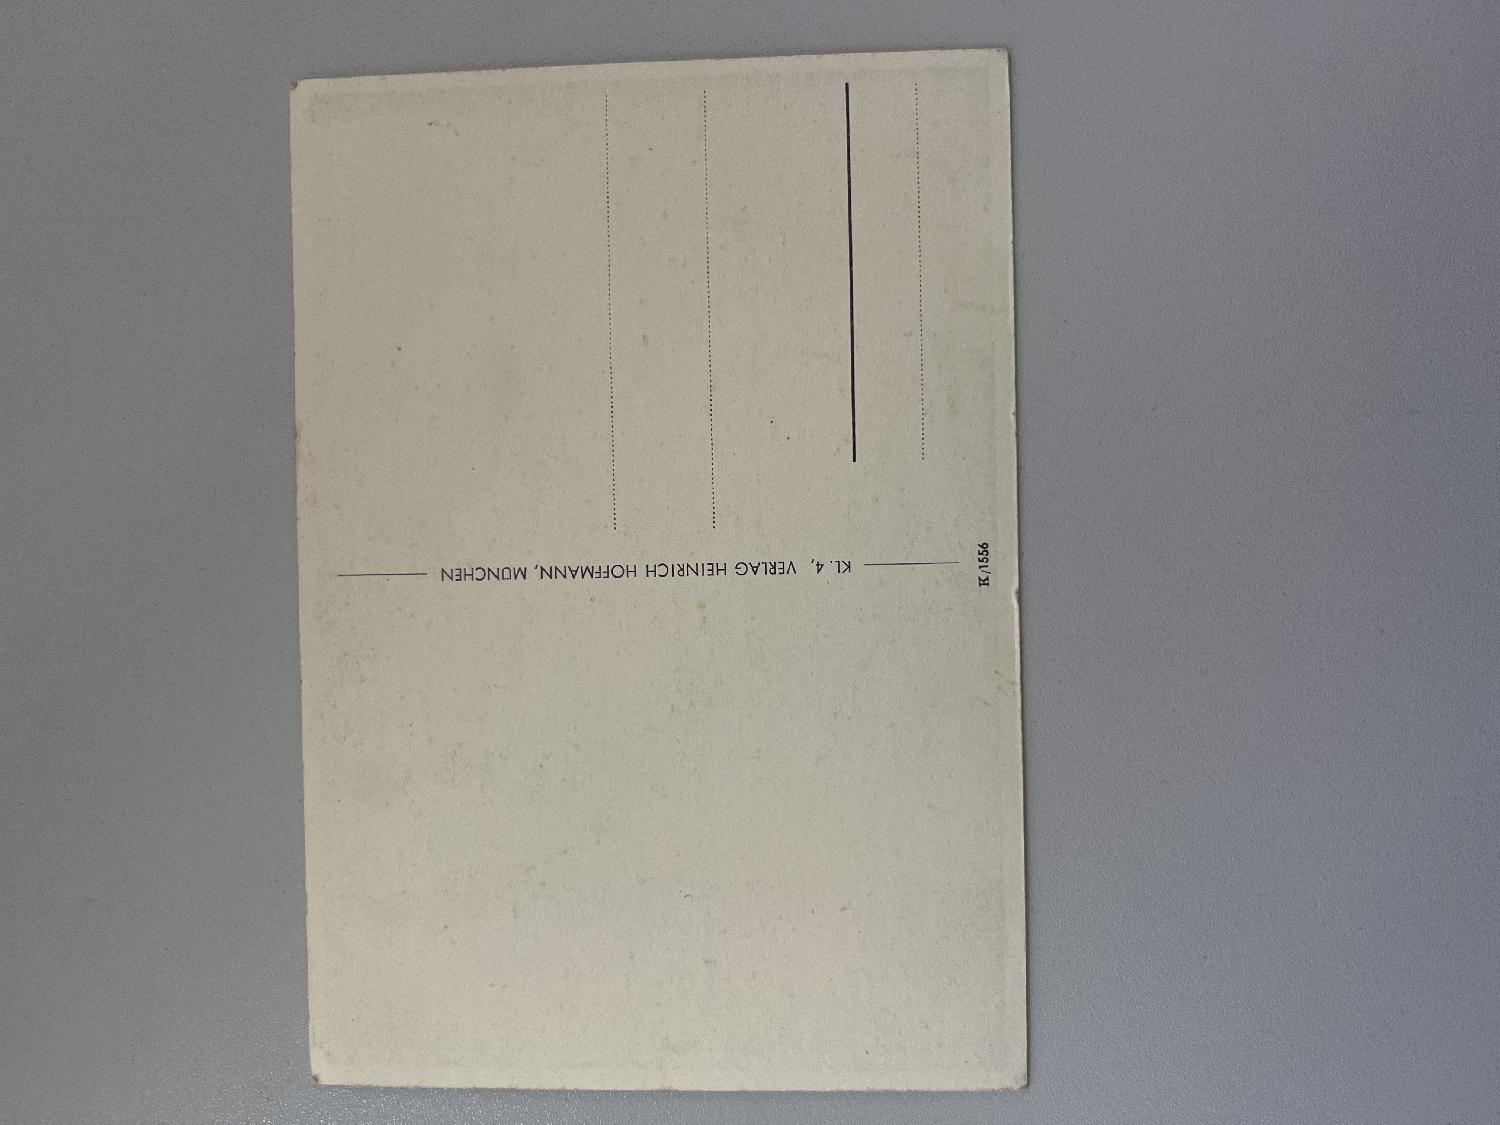 KL. 4, VERLAG HEINRICH HOFFMANN, MÜNCHEN
K/1556